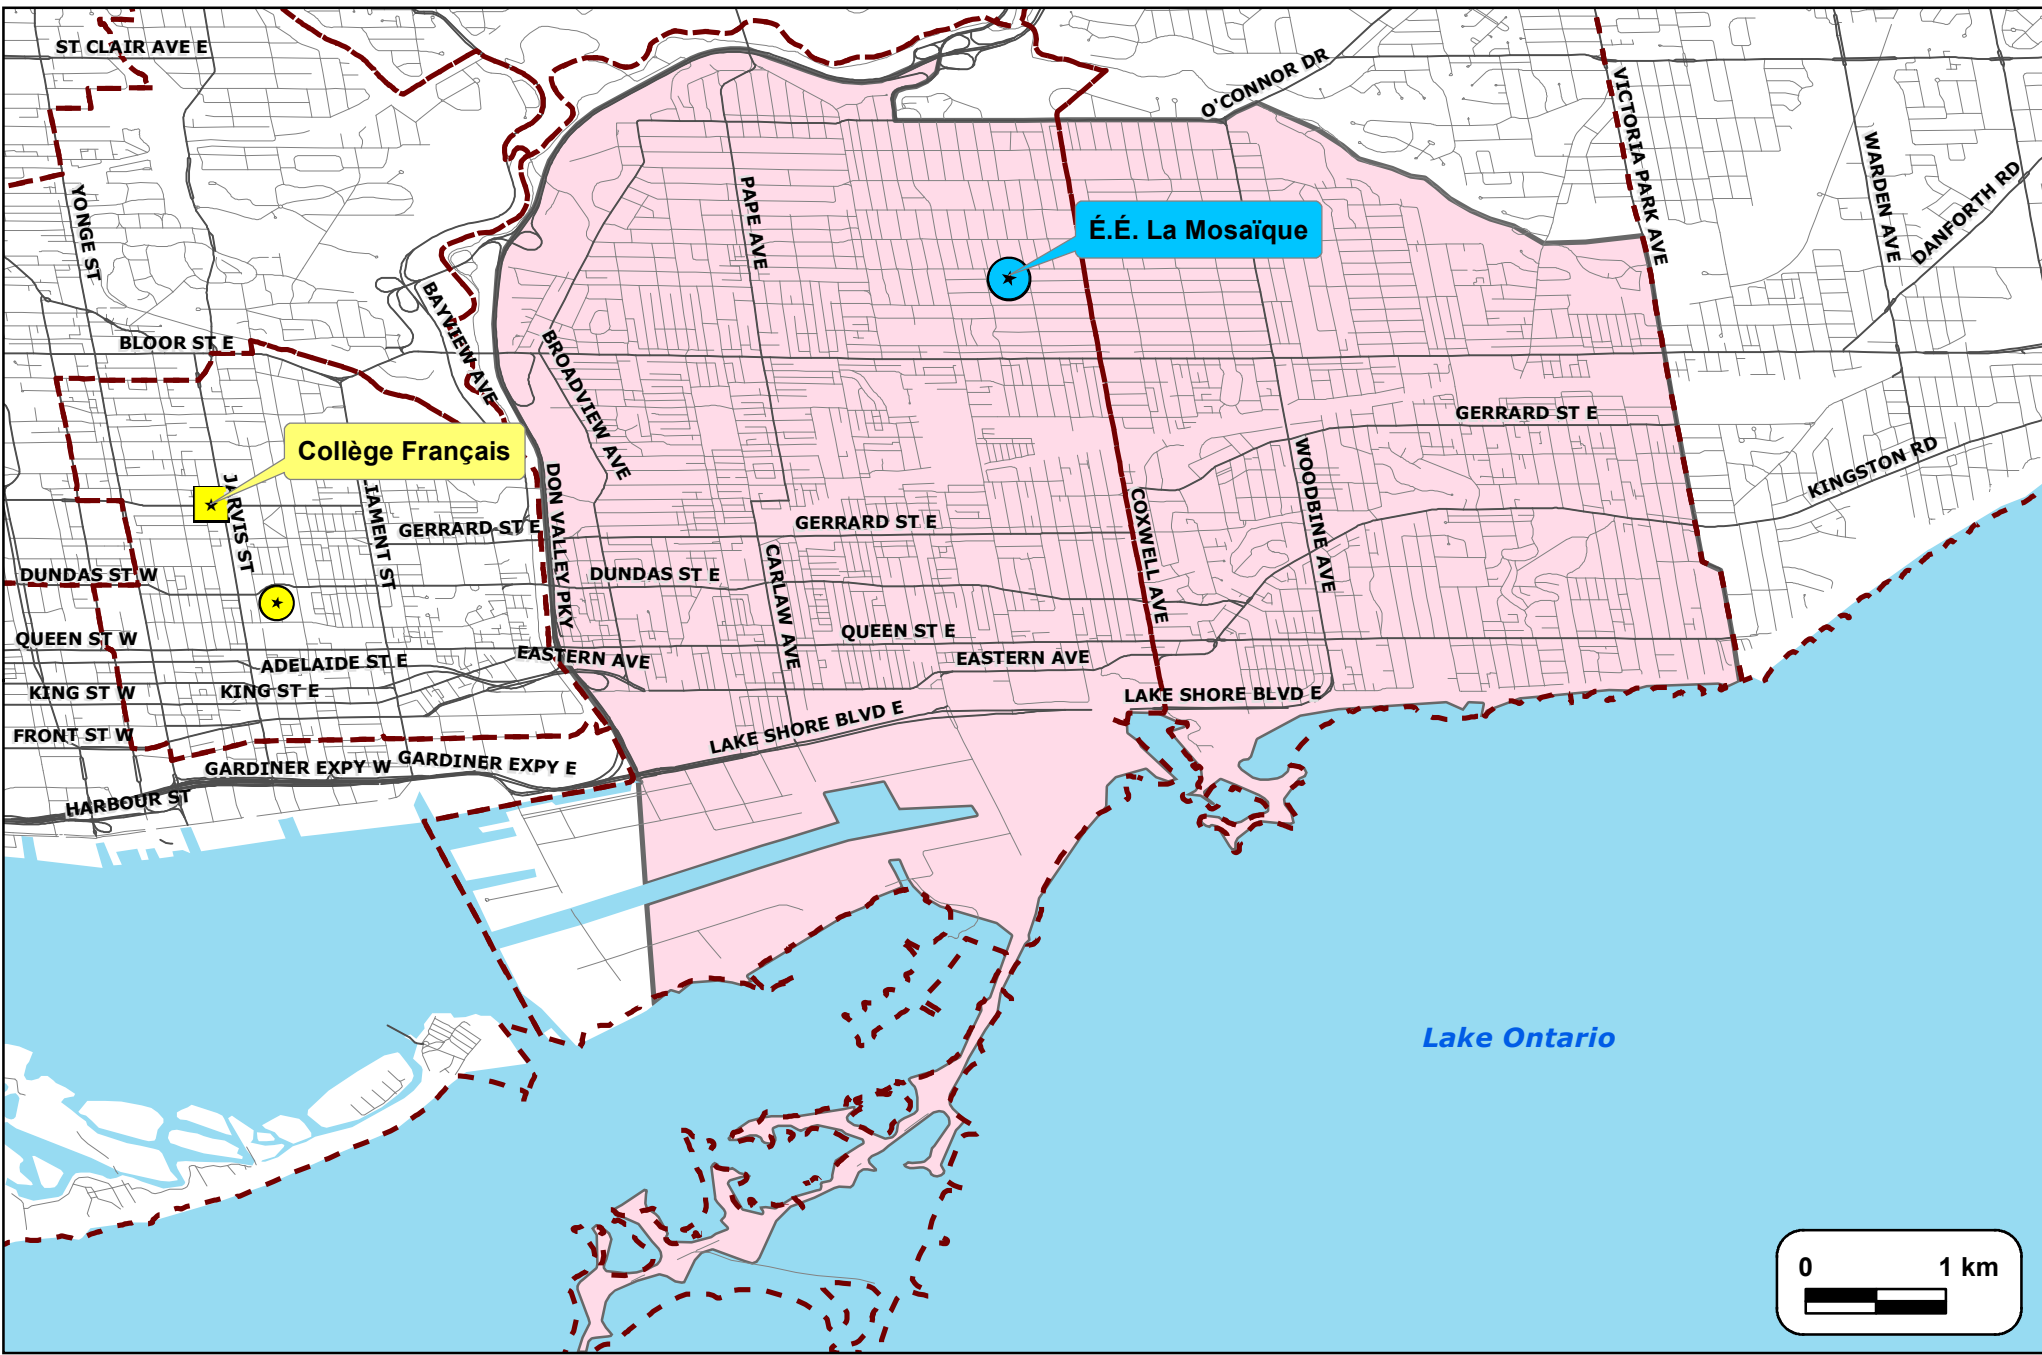 ST CLAIR AVE E
O'CONNOR DR
VICTORIA PARK AVE
WARDEN AVE
DANFORTH RD
YONGE ST
PAPE AVE
É.É. La Mosaïque
BAYVIEW AVE
BLOOR ST E
BROADVIEW AVE
GERRARD ST E
Collège Français
KINGSTON RD
WOODBINE AVE
JARVIS ST
LIAMENT ST
DON VALLEY PKY
GERRARD ST E
GERRARD ST E
COXWELL AVE
CARLAW AVE
DUNDAS ST W
DUNDAS ST E
QUEEN ST W
QUEEN ST E
ADELAIDE ST E
EASTERN AVE
EASTERN AVE
KING ST W
KING ST E
LAKE SHORE BLVD E
LAKE SHORE BLVD E
FRONT ST W
GARDINER EXPY W
GARDINER EXPY E
HARBOUR ST
Lake Ontario
0 1 km